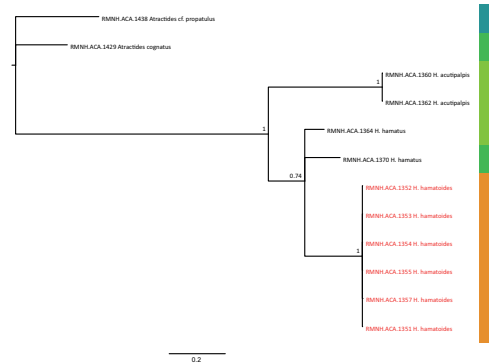 RMNH.ACA.1438 Atractides cf. propatulus
RMNH.ACA.1429 Atractides cognatus
RMNH.ACA.1360 H. acutipalpis
1
RMNH.ACA.1362 H. acutipalpis
1
RMNH.ACA.1364 H. hamatus
RMNH.ACA.1370 H. hamatus
0.74
RMNH.ACA.1352 H. hamatoides
RMNH.ACA.1353 H. hamatoides
RMNH.ACA.1354 H. hamatoides
1
RMNH.ACA.1355 H. hamatoides
RMNH.ACA.1357 H. hamatoides
RMNH.ACA.1351 H. hamatoides
0.2